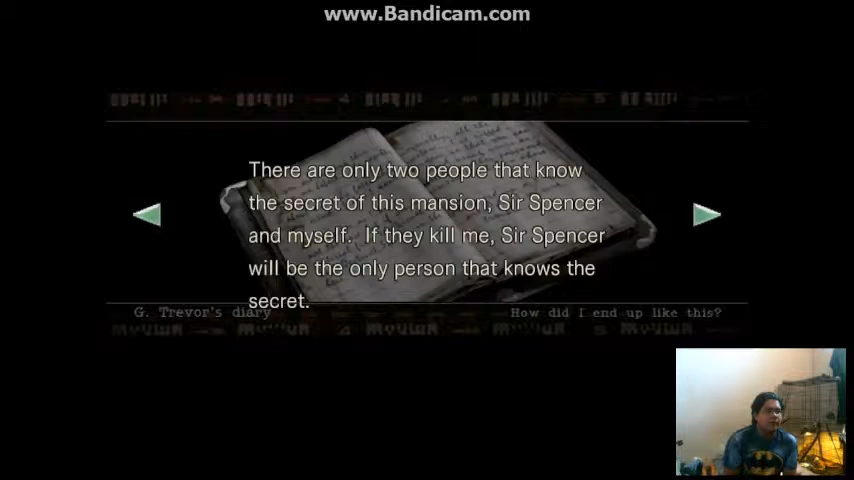 www.Bandicam.com
There are only two people that know
the secret of this mansion, Sir Spencer
and myself.  If they kill me, Sir Spencer
will be the only person that knows the
secret.
G. Trevor's diary
How did I end up like this?